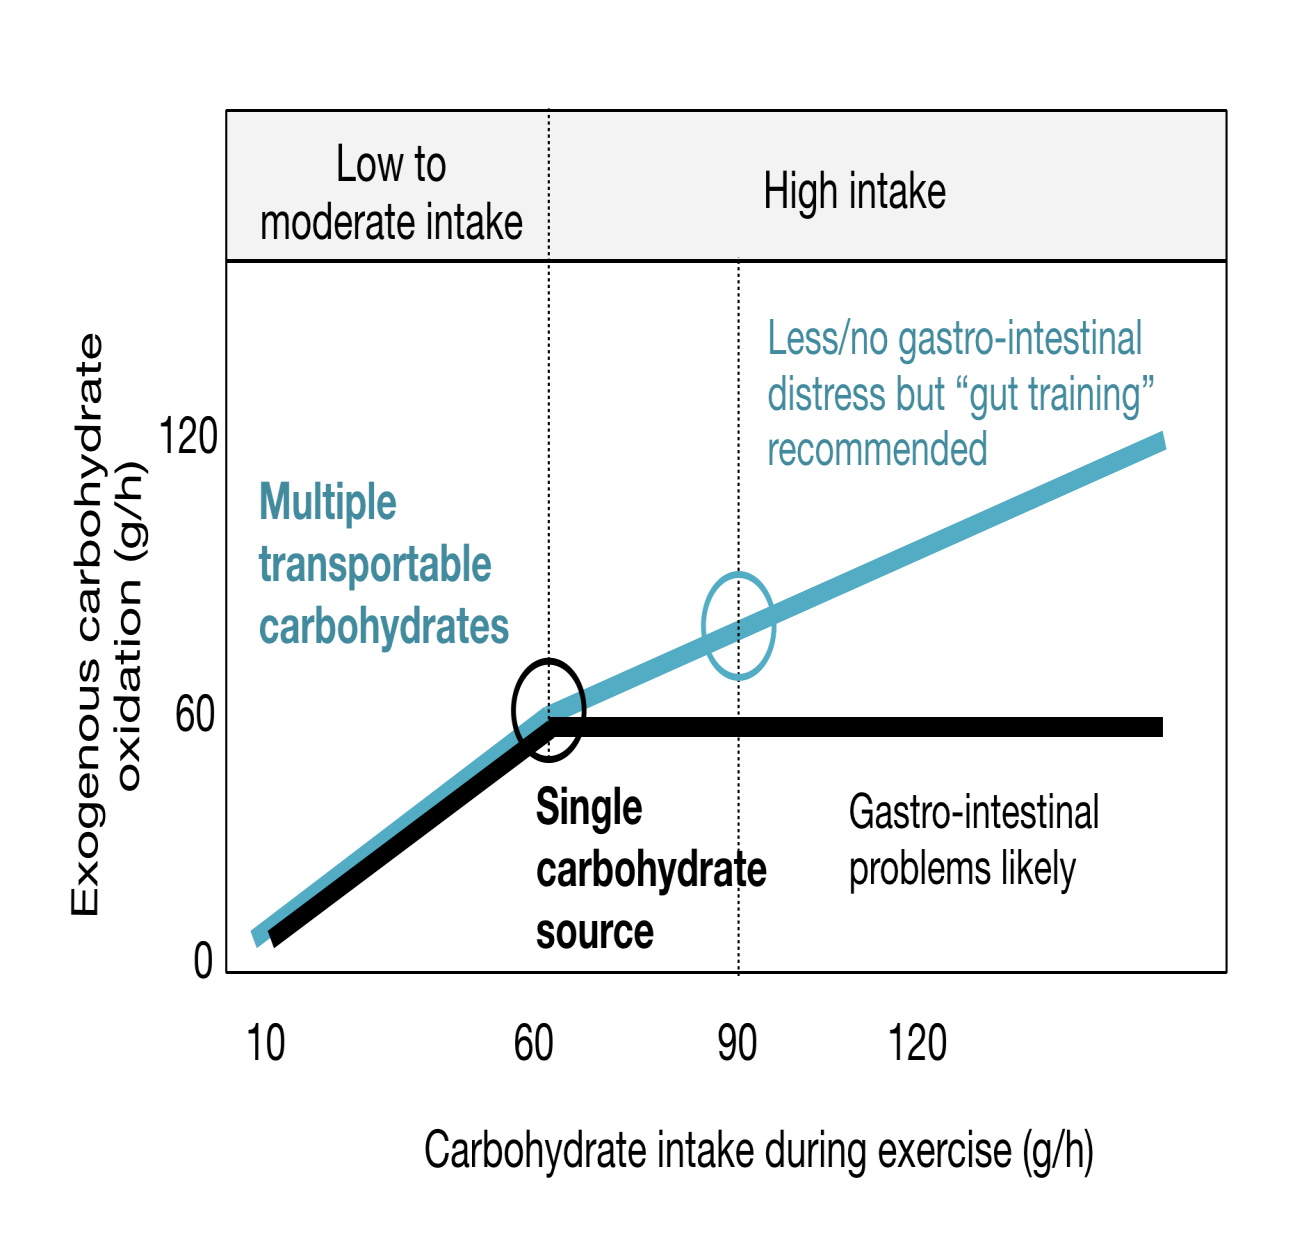 Low to
moderate intake
High intake
Less/no gastro-intestinal
distress but “gut training”
recommended
Multiple
transportable
carbohydrates
Single
carbohydrate
source
Gastro-intestinal
problems likely
Exogenous carbohydrate
oxidation (g/h)
120
60
0
10
60
90
120
Carbohydrate intake during exercise (g/h)